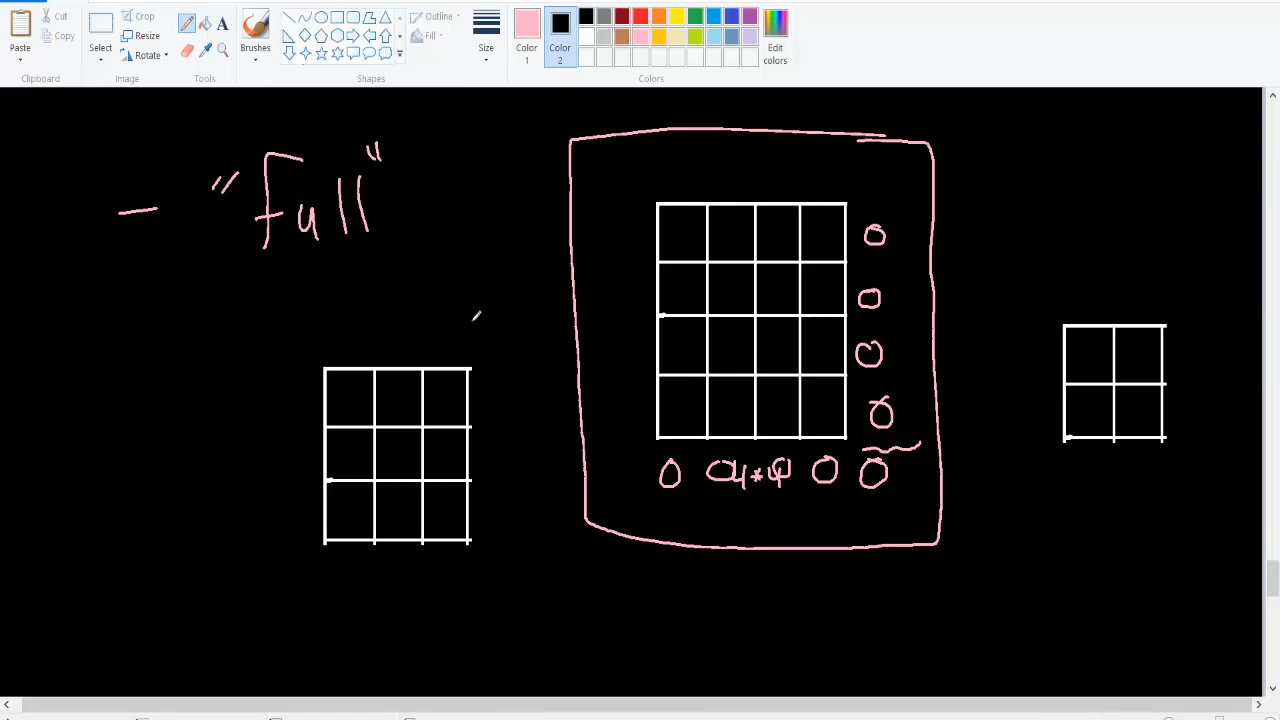 Cut
Copy
Paste
Clipboard
Crop
Resize
Rotate
Select
Image
Tools
Brushes
Outline
Fill
Shapes
Size
Color 1
Color 2
Edit colors
Colors
- "Full"
0
0
0
0
0 0 4*4 0 0